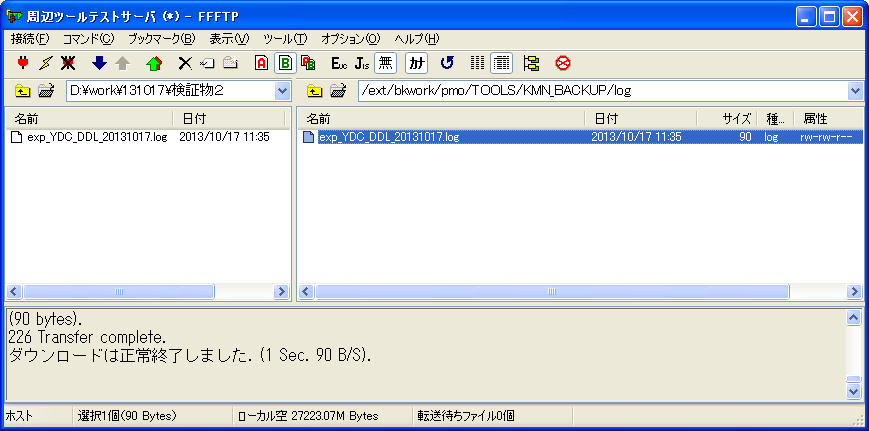 周辺ツールテストサーバ (*) - FFFTP
接続(F) コマンド(C) ブックマーク(B) 表示(V) ツール(T) オプション(O) ヘルプ(H)
A B A/B EUC JIS 無 カナ
D:¥work¥131017¥検証物2 /ext/bkwork/pmo/TOOLS/KMN_BACKUP/log
名前 日付 名前 日付 サイズ 種... 属性
exp_YDC_DDL_20131017.log 2013/10/17 11:35 exp_YDC_DDL_20131017.log 2013/10/17 11:35 90 log rw-rw-r--
(90 bytes).
226 Transfer complete.
ダウンロードは正常終了しました. (1 Sec. 90 B/S).
ホスト 選択1個(90 Bytes) ローカル空 27223.07M Bytes 転送待ちファイル0個